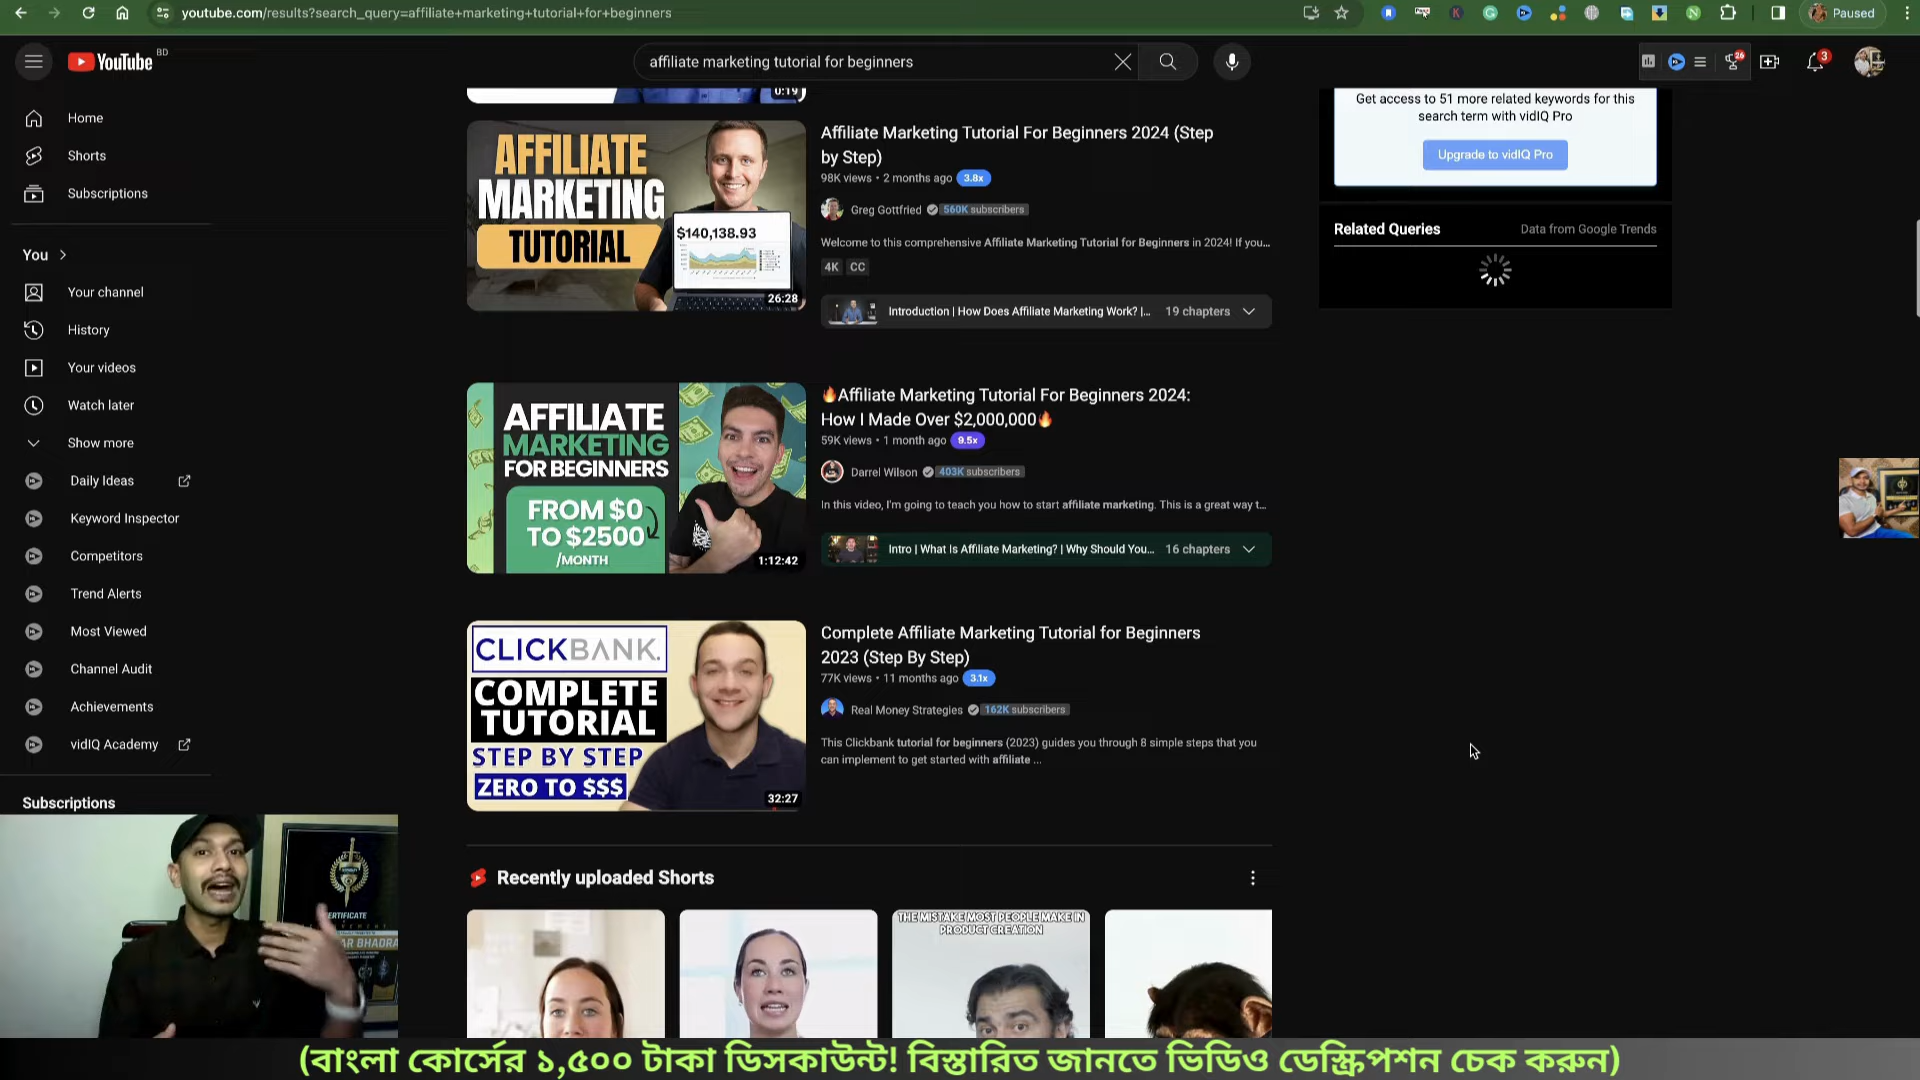 youtube.com/results?search_query=affiliate+marketing+tutorial+for+beginners
Paused
YouTube BD
affiliate marketing tutorial for beginners
26
3
Home
Shorts
Subscriptions
You
Your channel
History
Your videos
Watch later
Show more
Daily Ideas
Keyword Inspector
Competitors
Trend Alerts
Most Viewed
Channel Audit
Achievements
vidIQ Academy
Subscriptions
0:19
AFFILIATE
MARKETING
TUTORIAL
$140,138.93
26:28
Affiliate Marketing Tutorial For Beginners 2024 (Step
by Step)
98K views • 2 months ago 3.8x
Greg Gottfried 560K subscribers
Welcome to this comprehensive Affiliate Marketing Tutorial for Beginners in 2024! If you...
4K CC
Introduction | How Does Affiliate Marketing Work? |... 19 chapters
AFFILIATE
MARKETING
FOR BEGINNERS
FROM $0
TO $2500
/MONTH
1:12:42
🔥Affiliate Marketing Tutorial For Beginners 2024:
How I Made Over $2,000,000🔥
59K views • 1 month ago 9.5x
Darrel Wilson 403K subscribers
In this video, I'm going to teach you how to start affiliate marketing. This is a great way t...
Intro | What Is Affiliate Marketing? | Why Should You... 16 chapters
CLICKBANK.
COMPLETE
TUTORIAL
STEP BY STEP
ZERO TO $$$
32:27
Complete Affiliate Marketing Tutorial for Beginners
2023 (Step By Step)
77K views • 11 months ago 3.1x
Real Money Strategies 162K subscribers
This Clickbank tutorial for beginners (2023) guides you through 8 simple steps that you
can implement to get started with affiliate ...
Recently uploaded Shorts
THE MISTAKE MOST PEOPLE MAKE IN
PRODUCT CREATION
Get access to 51 more related keywords for this
search term with vidIQ Pro
Upgrade to vidIQ Pro
Related Queries Data from Google Trends
ERTIFICATE
AR BHADRA
(বাংলা কোর্সের ১,৫০০ টাকা ডিসকাউন্ট! বিস্তারিত জানতে ভিডিও ডেস্ক্রিপশন চেক করুন)